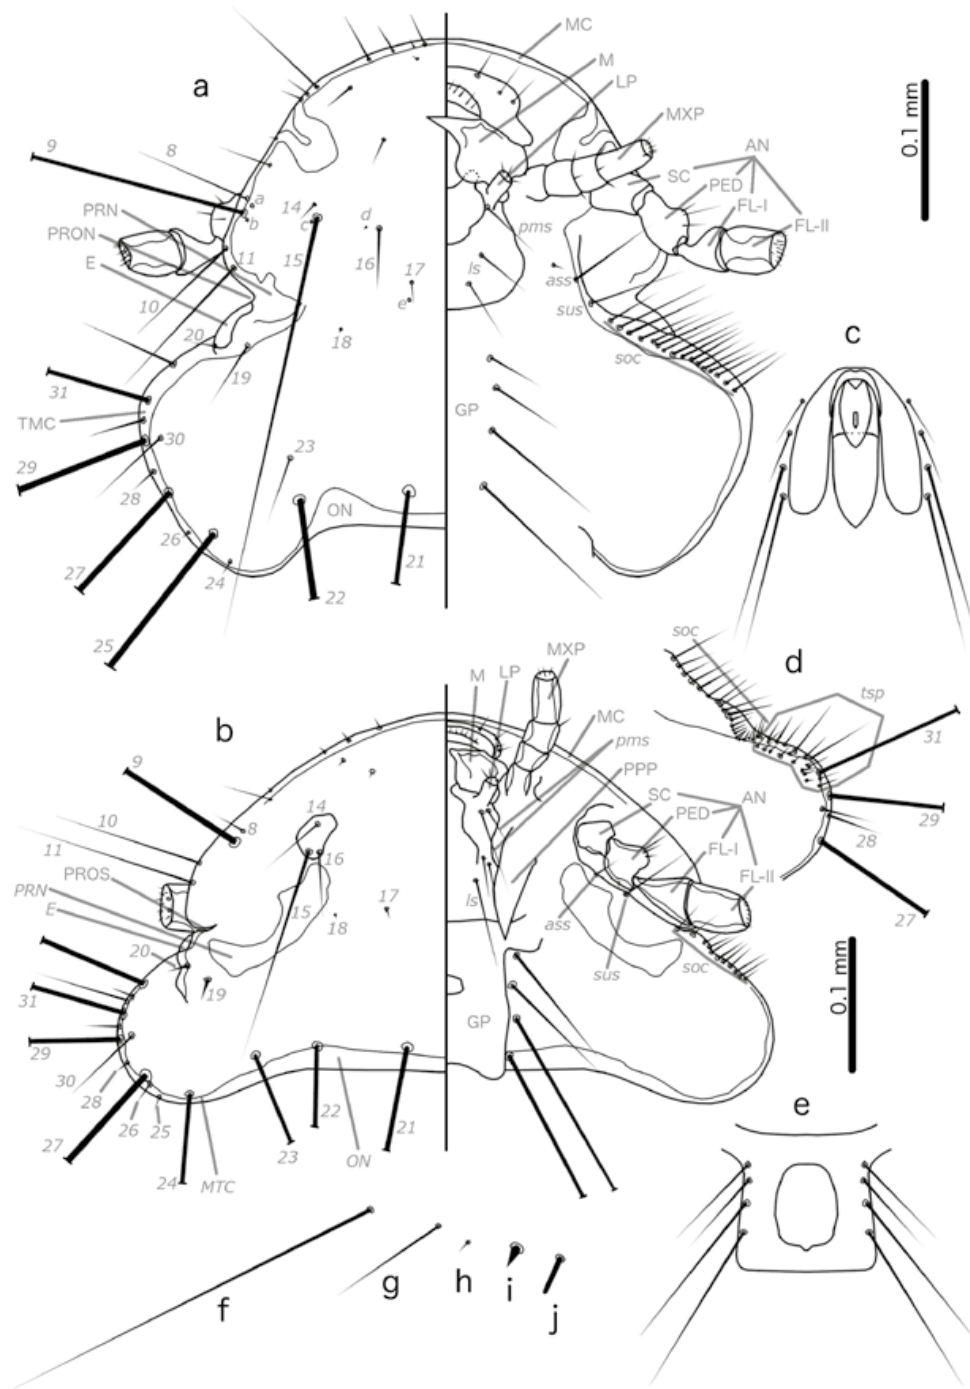 MC
M
a
LP
MXP
0.1 mm
9
8
AN
SC
PED
a
PRN
14
d
FL-I
b
c
FL-II
PRON
pms
15
17
E
11
16
ls
ass
e
10
sus
20
18
c
31
19
soc
TMC
GP
30
23
29
28
ON
26
21
27
24
22
25
MXP
soc
M
LP
d
tsp
b
MC
pms
31
9
PPP
SC
AN
14
PED
10
8
29
11
16
FL-I
28
PROS
FL-II
PRN
17
ls
15
E
18
ass
27
20
sus
soc
19
31
GP
0.1 mm
29
30
28
22
e
26
25
21
27
23
ON
24
MTC
f
g
h
i
j